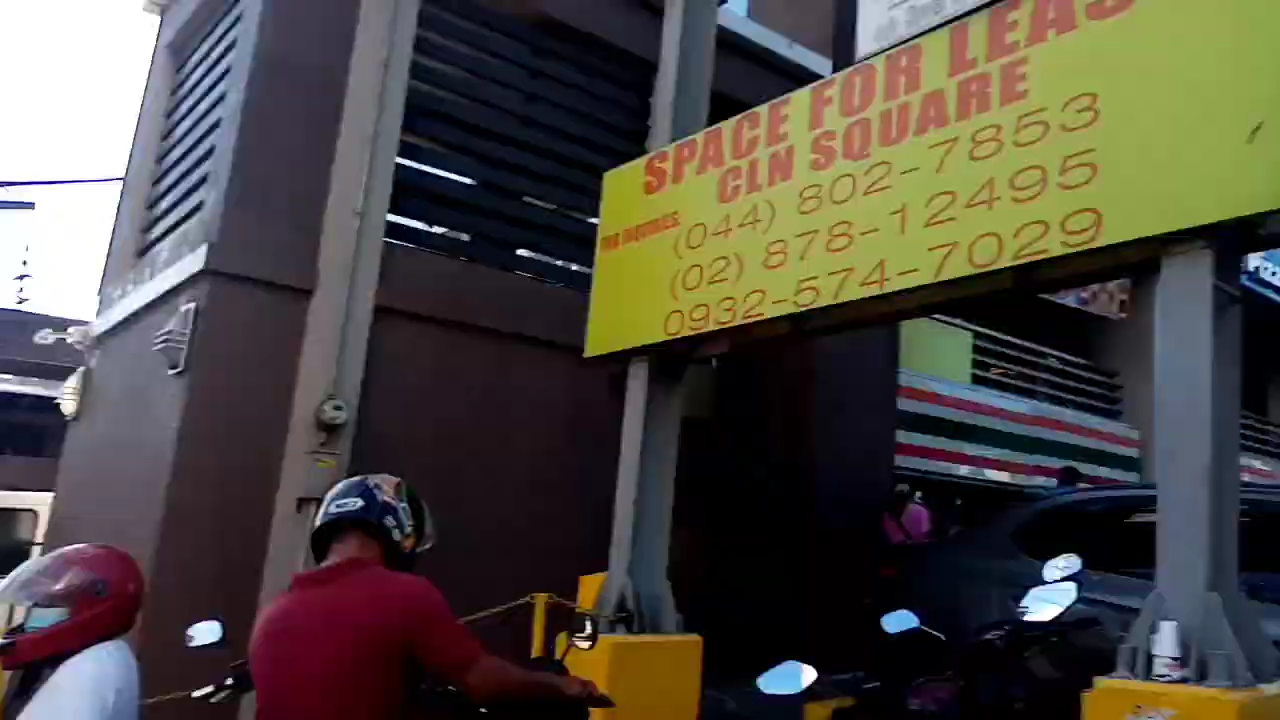 SPACE FOR LEAS
CLN SQUARE
FOR INQUIRIES:
(044) 802-7853
(02) 878-12495
0932-574-7029